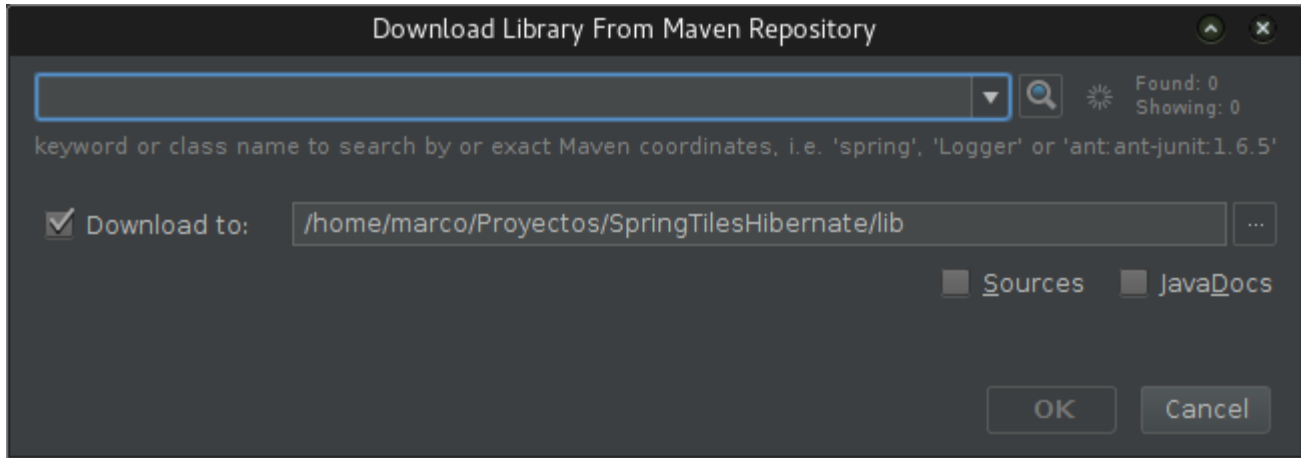 Download Library From Maven Repository
Found: 0
Showing: 0
keyword or class name to search by or exact Maven coordinates, i.e. 'spring', 'Logger' or 'ant:ant-junit:1.6.5'
Download to: /home/marco/Proyectos/SpringTilesHibernate/lib ...
Sources JavaDocs
OK Cancel